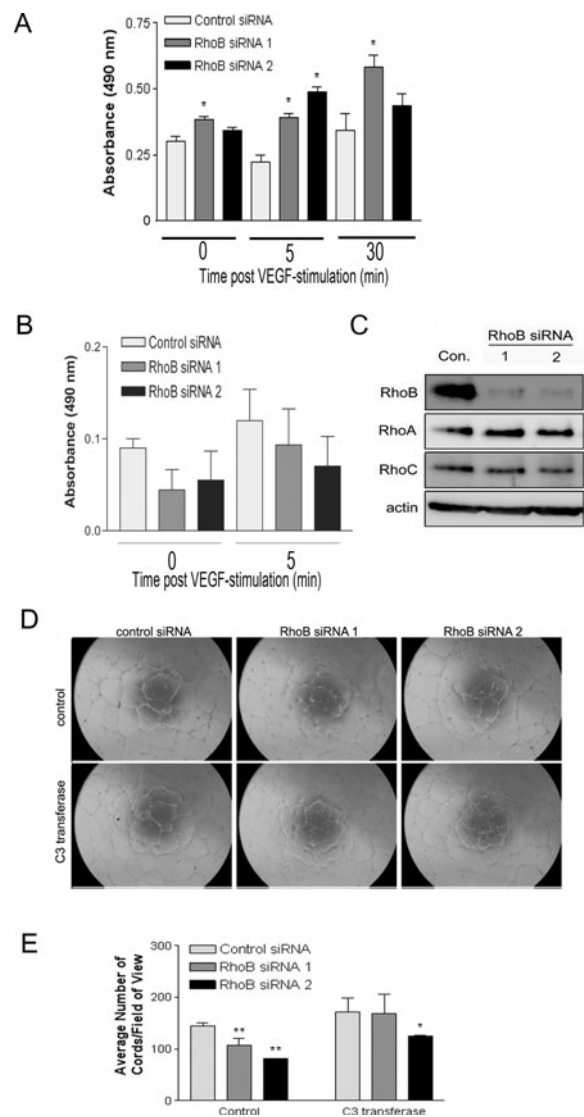 A
Control SiRNA
RhoB siRNA 1
RhoB SiRNA 2
Absorbance (490 nm)
0.75
0.50
0.25
0
*
*
*
*
0
5
30
Time post VEGF-stimulation (min)
B
Control siRNA
RhoB SiRNA 1
RhoB SiRNA 2
Absorbance (490 nm)
0.2
0.1
0.0
0
5
Time post VEGF-stimulation (min)
C
RhoB siRNA
Con.
1
2
RhoB
RhoA
RhoC
actin
D
control siRNA
RhoB siRNA 1
RhoB siRNA 2
control
C3 transferase
E
Control siRNA
RhoB siRNA 1
RhoB siRNA 2
Average Number of
Cords/Field of View
300
200
100
0
**
**
*
Control
C3 transferase